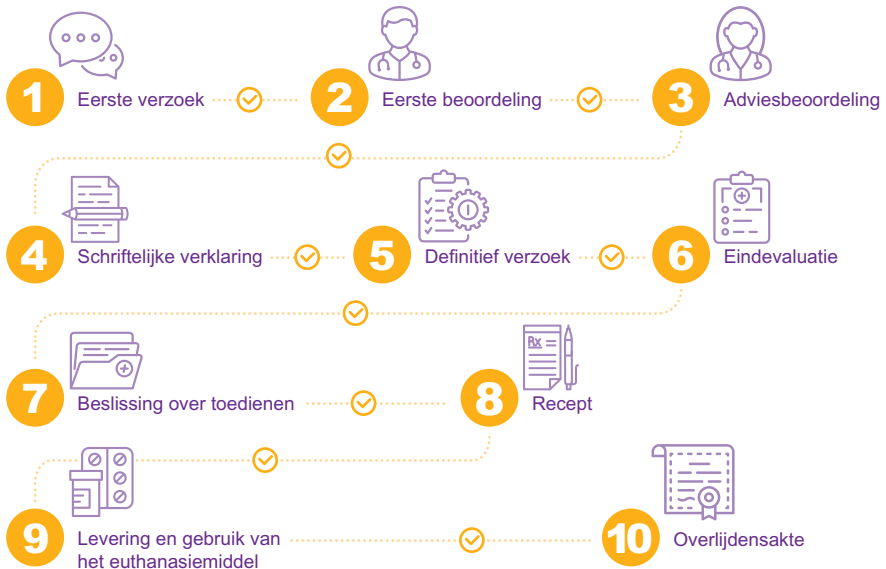 1 Eerste verzoek
2 Eerste beoordeling
3 Adviesbeoordeling
4 Schriftelijke verklaring
5 Definitief verzoek
6 Eindevaluatie
7 Beslissing over toedienen
Rx
8 Recept
9 Levering en gebruik van
het euthanasiemiddel
10 Overlijdensakte